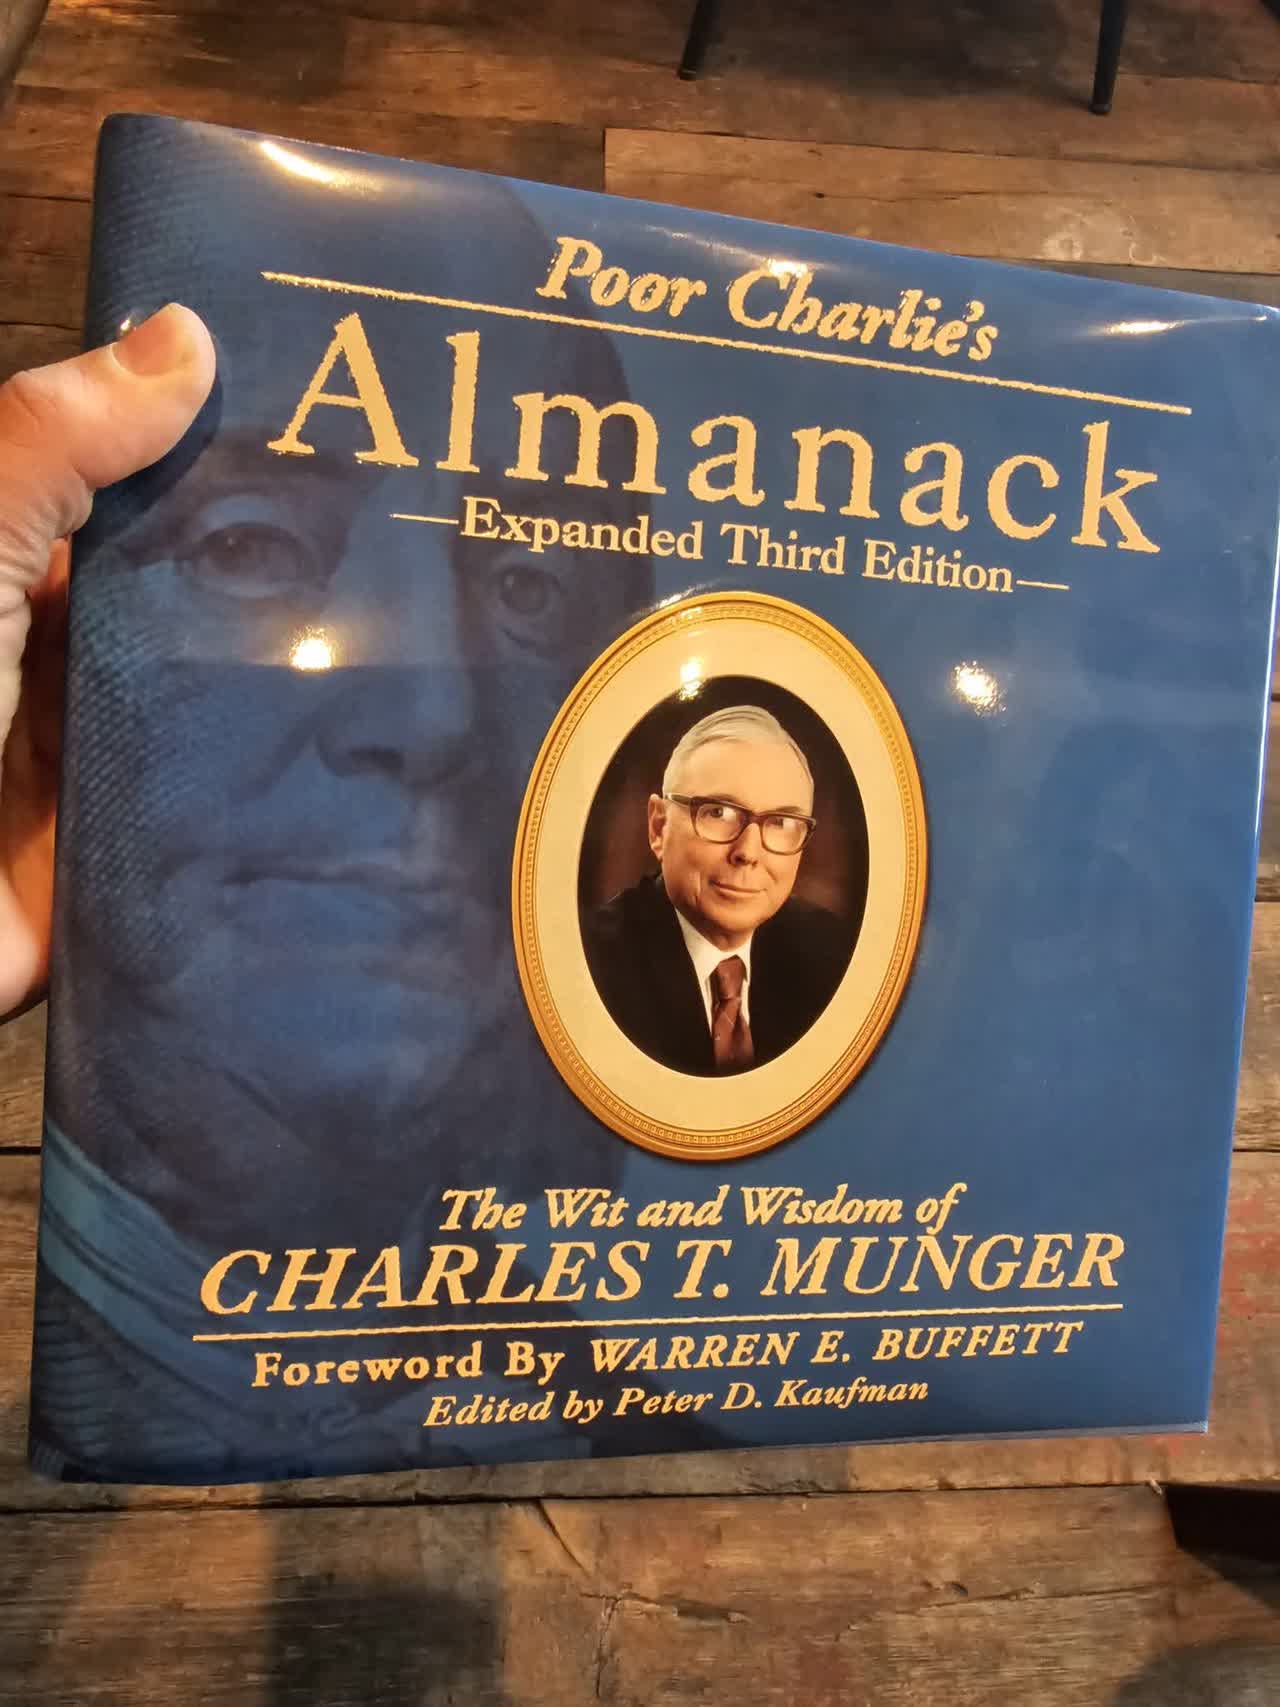 Poor Charlie's
Almanack
—Expanded Third Edition—
The Wit and Wisdom of
CHARLES T. MUNGER
Foreword By WARREN E. BUFFETT
Edited by Peter D. Kaufman